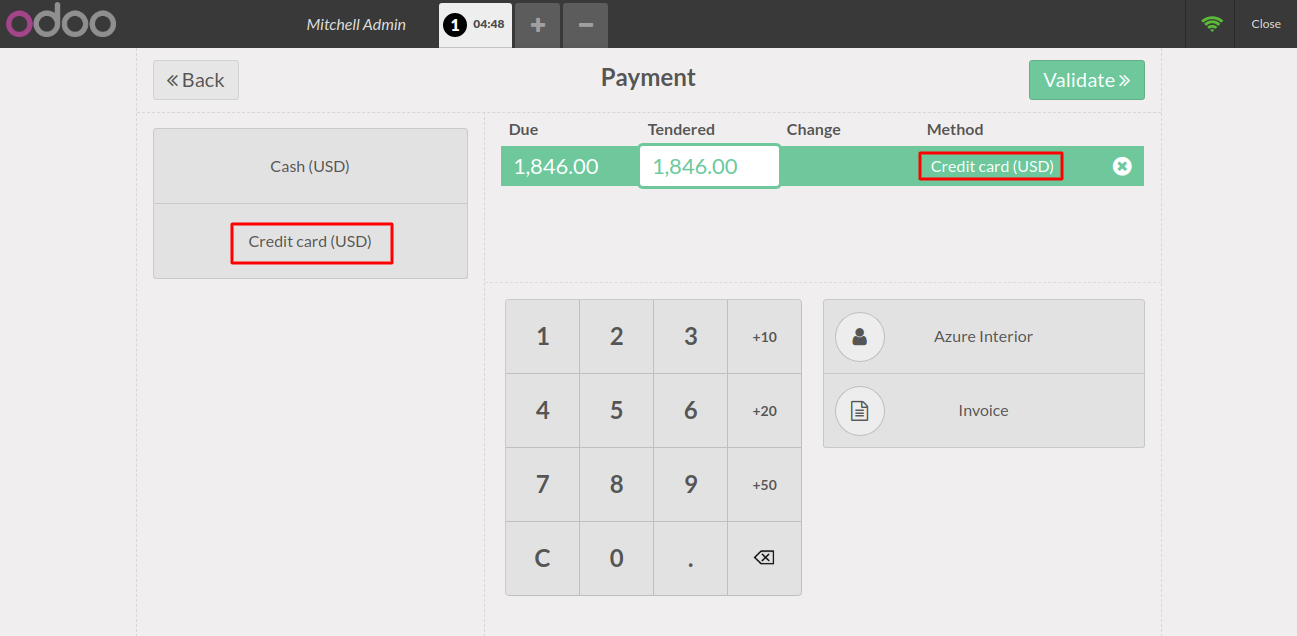 odoo
Mitchell Admin
1 04:48
+
−
Close
« Back
Payment
Validate »
Cash (USD)
Credit card (USD)
Due Tendered Change Method
1,846.00 1,846.00 Credit card (USD)
1 2 3 +10
4 5 6 +20
7 8 9 +50
C 0 .
Azure Interior
Invoice